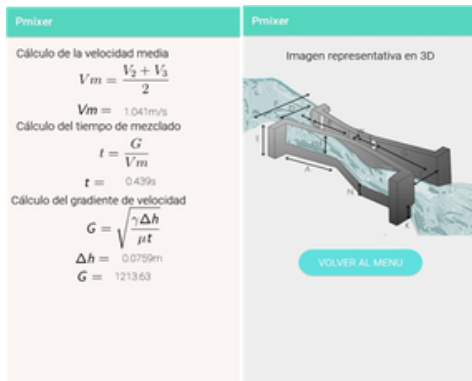 Pmixer
Cálculo de la velocidad media
Vm = (V₂ + V₃) / 2
Vm = 1.041m/s
Cálculo del tiempo de mezclado
t = G / Vm
t = 0.439s
Cálculo del gradiente de velocidad
G = √(γΔh / μt)
Δh = 0.0759m
G = 1213.63
Pmixer
Imagen representativa en 3D
E
A
N
K
VOLVER AL MENU